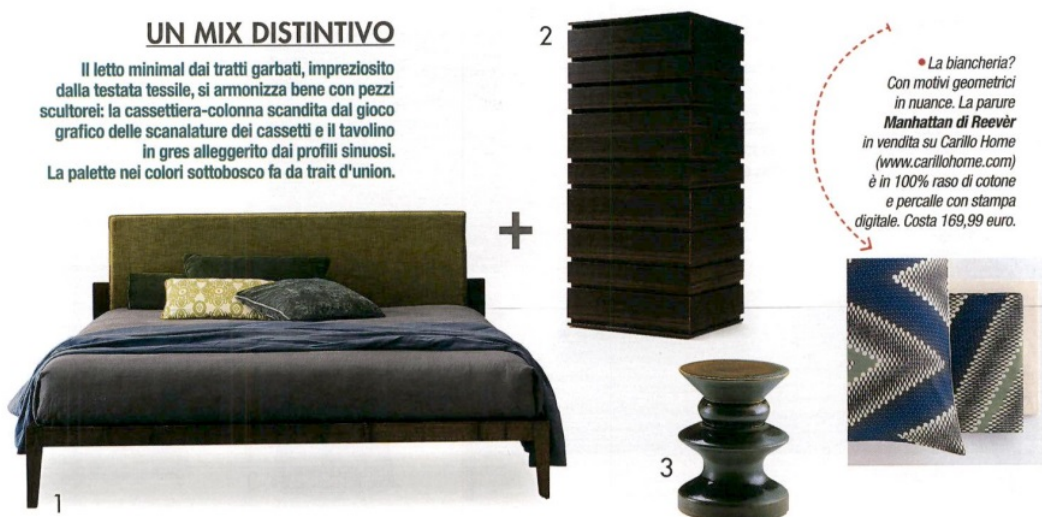 UN MIX DISTINTIVO
Il letto minimal dai tratti garbati, impreziosito
dalla testata tessile, si armonizza bene con pezzi
scultorei: la cassettiera-colonna scandita dal gioco
grafico delle scanalature dei cassetti e il tavolino
in gres alleggerito dai profili sinuosi.
La palette nei colori sottobosco fa da trait d'union.
1
+
2
3
• La biancheria?
Con motivi geometrici
in nuance. La parure
Manhattan di Reevèr
in vendita su Carillo Home
(www.carillohome.com)
è in 100% raso di cotone
e percalle con stampa
digitale. Costa 169,99 euro.